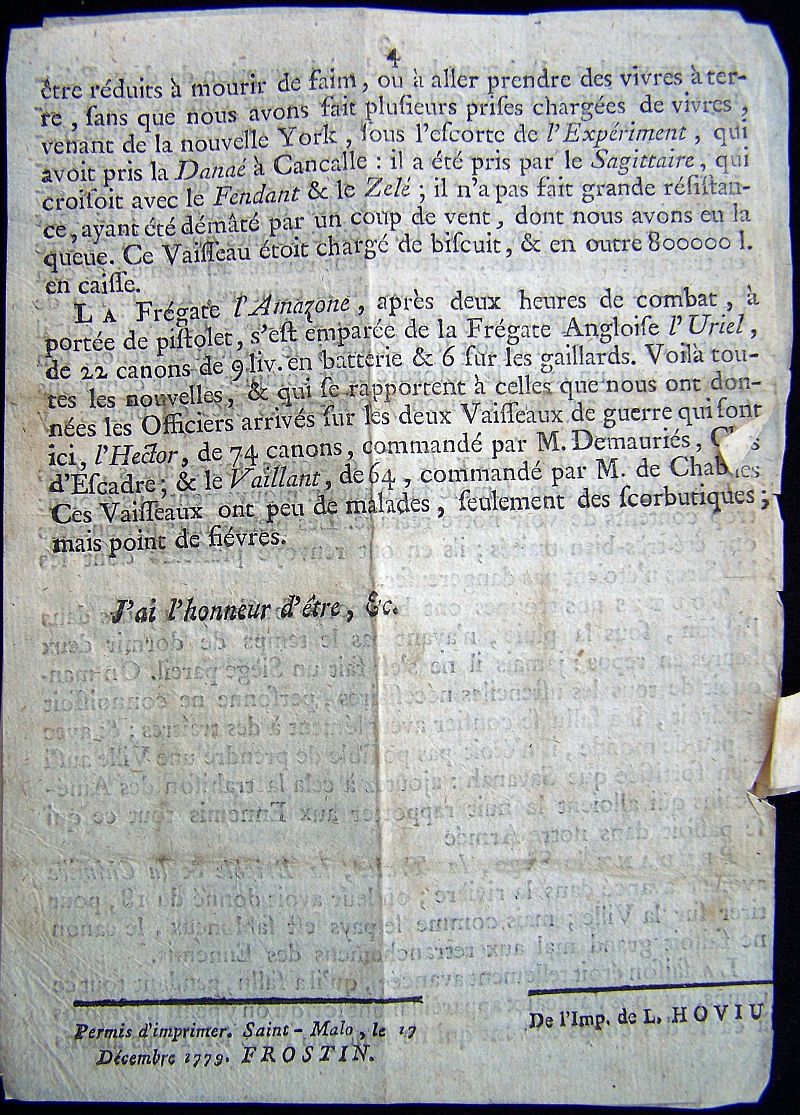 4
être réduits à mourir de faim, ou à aller prendre des vivres à ter-
re, ſans que nous avons fait pluſieurs priſes chargées de vivres,
venant de la nouvelle York, ſous l'eſcorte de l'Expériment, qui
avoit pris la Danaé à Cancalle : il a été pris par le Sagittaire, qui
croiſoit avec le Fendant & le Zelé ; il n'a pas fait grande réſiſtan-
ce, ayant été démâté par un coup de vent, dont nous avons eu la
queue. Ce Vaiſſeau étoit chargé de biſcuit, & en outre 800000 l.
en caiſſe.
LA Frégate l'Amazone, après deux heures de combat, à
portée de piſtolet, s'eſt emparée de la Frégate Angloiſe l'Uriel,
de 22 canons de 9 liv. en batterie & 6 ſur les gaillards. Voilà tou-
tes les nouvelles, & qui ſe rapportent à celles que nous ont don-
nées les Officiers arrivés ſur les deux Vaiſſeaux de guerre qui ſont
ici, l'Hector, de 74 canons, commandé par M. Demauriés,
d'Eſcadre ; & le Vaillant, de 64, commandé par M. de
Ces Vaiſſeaux ont peu de malades, ſeulement des ſcorbutiques ;
mais point de fiévres.
J'ai l'honneur d'être, &c.
Permis d'imprimer. Saint-Malo, le 17
Décembre 1779. FROSTIN.
De l'Imp. de L. HOVIU